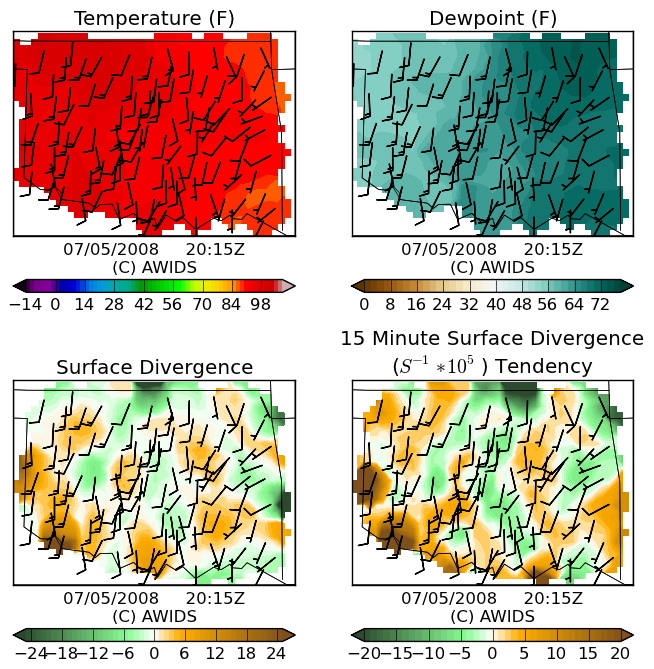 Temperature (F)
Dewpoint (F)
07/05/2008 20:15Z
(C) AWIDS
−14 0 14 28 42 56 70 84 98
07/05/2008 20:15Z
(C) AWIDS
0 8 16 24 32 40 48 56 64 72
Surface Divergence
15 Minute Surface Divergence
(S⁻¹ *10⁵ ) Tendency
07/05/2008 20:15Z
(C) AWIDS
−24 −18 −12 −6 0 6 12 18 24
07/05/2008 20:15Z
(C) AWIDS
−20 −15 −10 −5 0 5 10 15 20